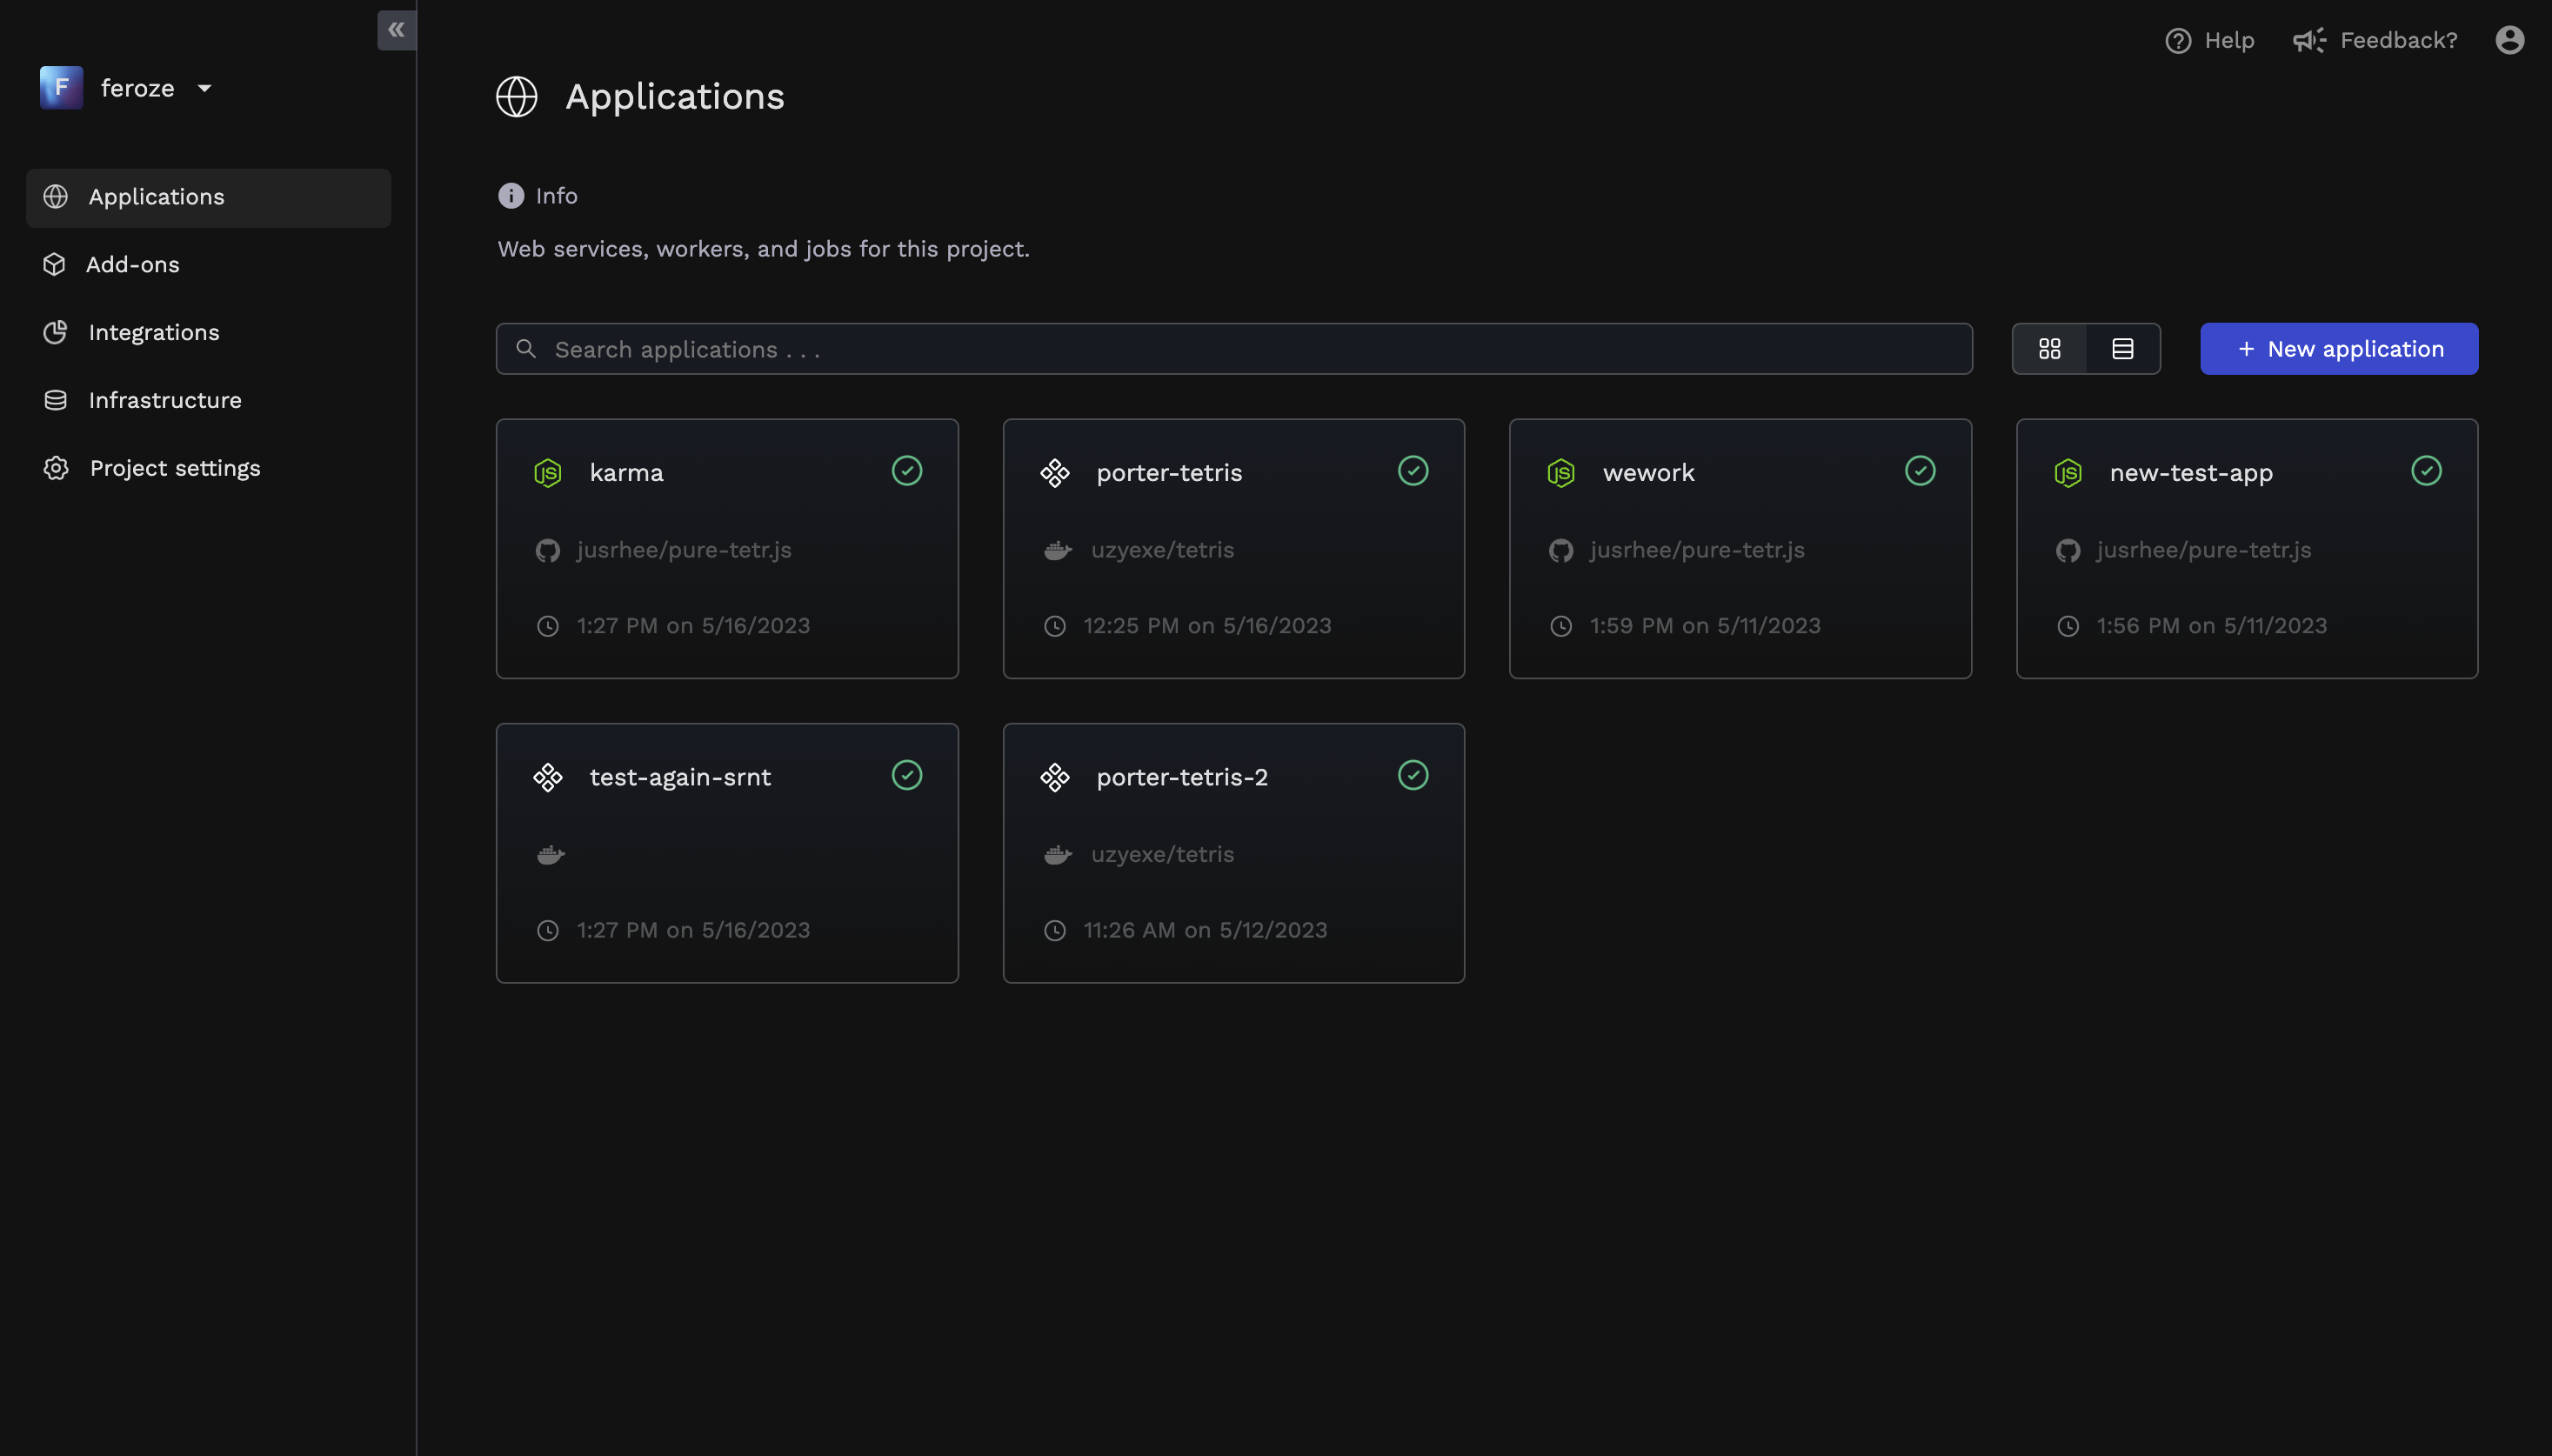 Help
Feedback?
F
feroze
Applications
Add-ons
Integrations
Infrastructure
Project settings
Applications
Info
Web services, workers, and jobs for this project.
Search applications . . .
+ New application
JS karma
jusrhee/pure-tetr.js
1:27 PM on 5/16/2023
porter-tetris
uzyexe/tetris
12:25 PM on 5/16/2023
JS wework
jusrhee/pure-tetr.js
1:59 PM on 5/11/2023
JS new-test-app
jusrhee/pure-tetr.js
1:56 PM on 5/11/2023
test-again-srnt
1:27 PM on 5/16/2023
porter-tetris-2
uzyexe/tetris
11:26 AM on 5/12/2023